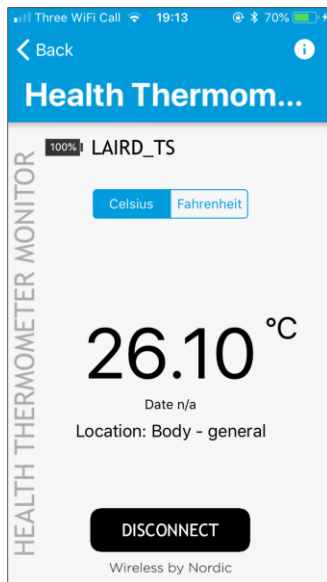 Three WiFi Call 19:13 70%
Back
Health Thermom...
100% LAIRD_TS
Celsius Fahrenheit
HEALTH THERMOMETER MONITOR
26.10 °C
Date n/a
Location: Body - general
DISCONNECT
Wireless by Nordic